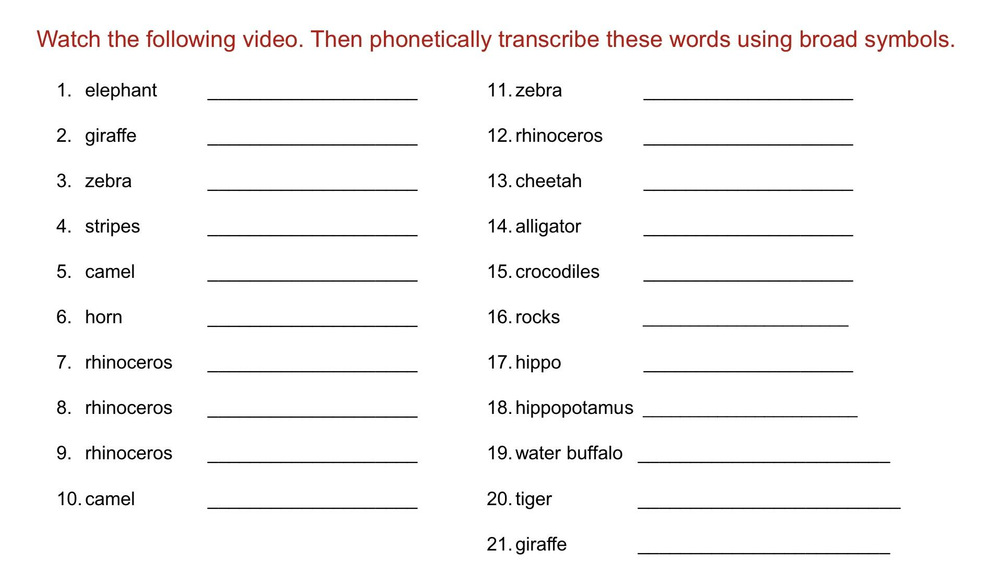 Watch the following video. Then phonetically transcribe these words using broad symbols.
1. elephant ____________________
2. giraffe ____________________
3. zebra ____________________
4. stripes ____________________
5. camel ____________________
6. horn ____________________
7. rhinoceros ____________________
8. rhinoceros ____________________
9. rhinoceros ____________________
10. camel ____________________
11. zebra ____________________
12. rhinoceros ____________________
13. cheetah ____________________
14. alligator ____________________
15. crocodiles ____________________
16. rocks ____________________
17. hippo ____________________
18. hippopotamus ____________________
19. water buffalo ________________________
20. tiger _________________________
21. giraffe ________________________